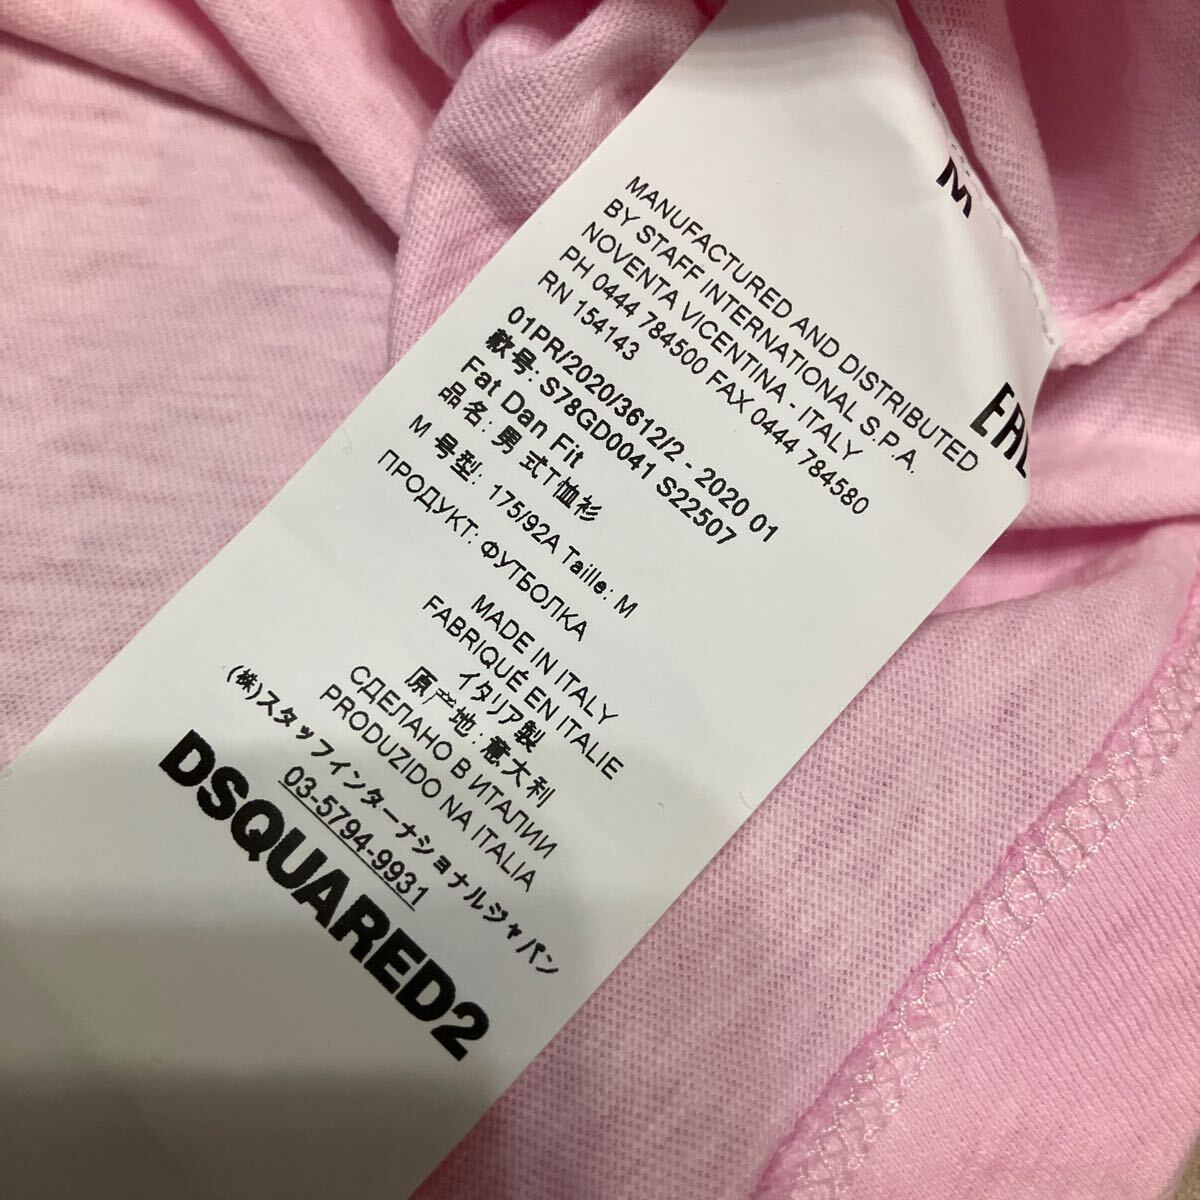 M
EAC
MANUFACTURED AND DISTRIBUTED
BY STAFF INTERNATIONAL S.P.A.
NOVENTA VICENTINA - ITALY
PH 0444 784500 FAX 0444 784580
RN 154143
01PR/2020/3612/2 - 2020 01
款号: S78GD0041 S22507
Fat Dan Fit
品名: 男 式T恤衫
M 号型: 175/92A Taille: M
ПРОДУКТ: ФУТБОЛКА
MADE IN ITALY
FABRIQUÉ EN ITALIE
イタリア製
原产地: 意大利
СДЕЛАНО В ИТАЛИИ
PRODUZIDO NA ITALIA
(株)スタッフインターナショナルジャパン
03-5794-9931
DSQUARED2